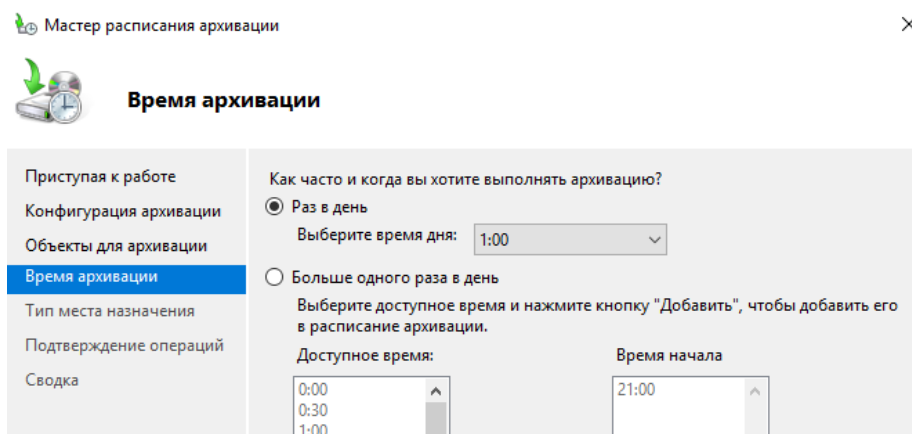 Мастер расписания архивации
Время архивации
Приступая к работе
Конфигурация архивации
Объекты для архивации
Время архивации
Тип места назначения
Подтверждение операций
Сводка
Как часто и когда вы хотите выполнять архивацию?
Раз в день
Выберите время дня: 1:00
Больше одного раза в день
Выберите доступное время и нажмите кнопку "Добавить", чтобы добавить его
в расписание архивации.
Доступное время:
0:00
0:30
1:00
Время начала
21:00